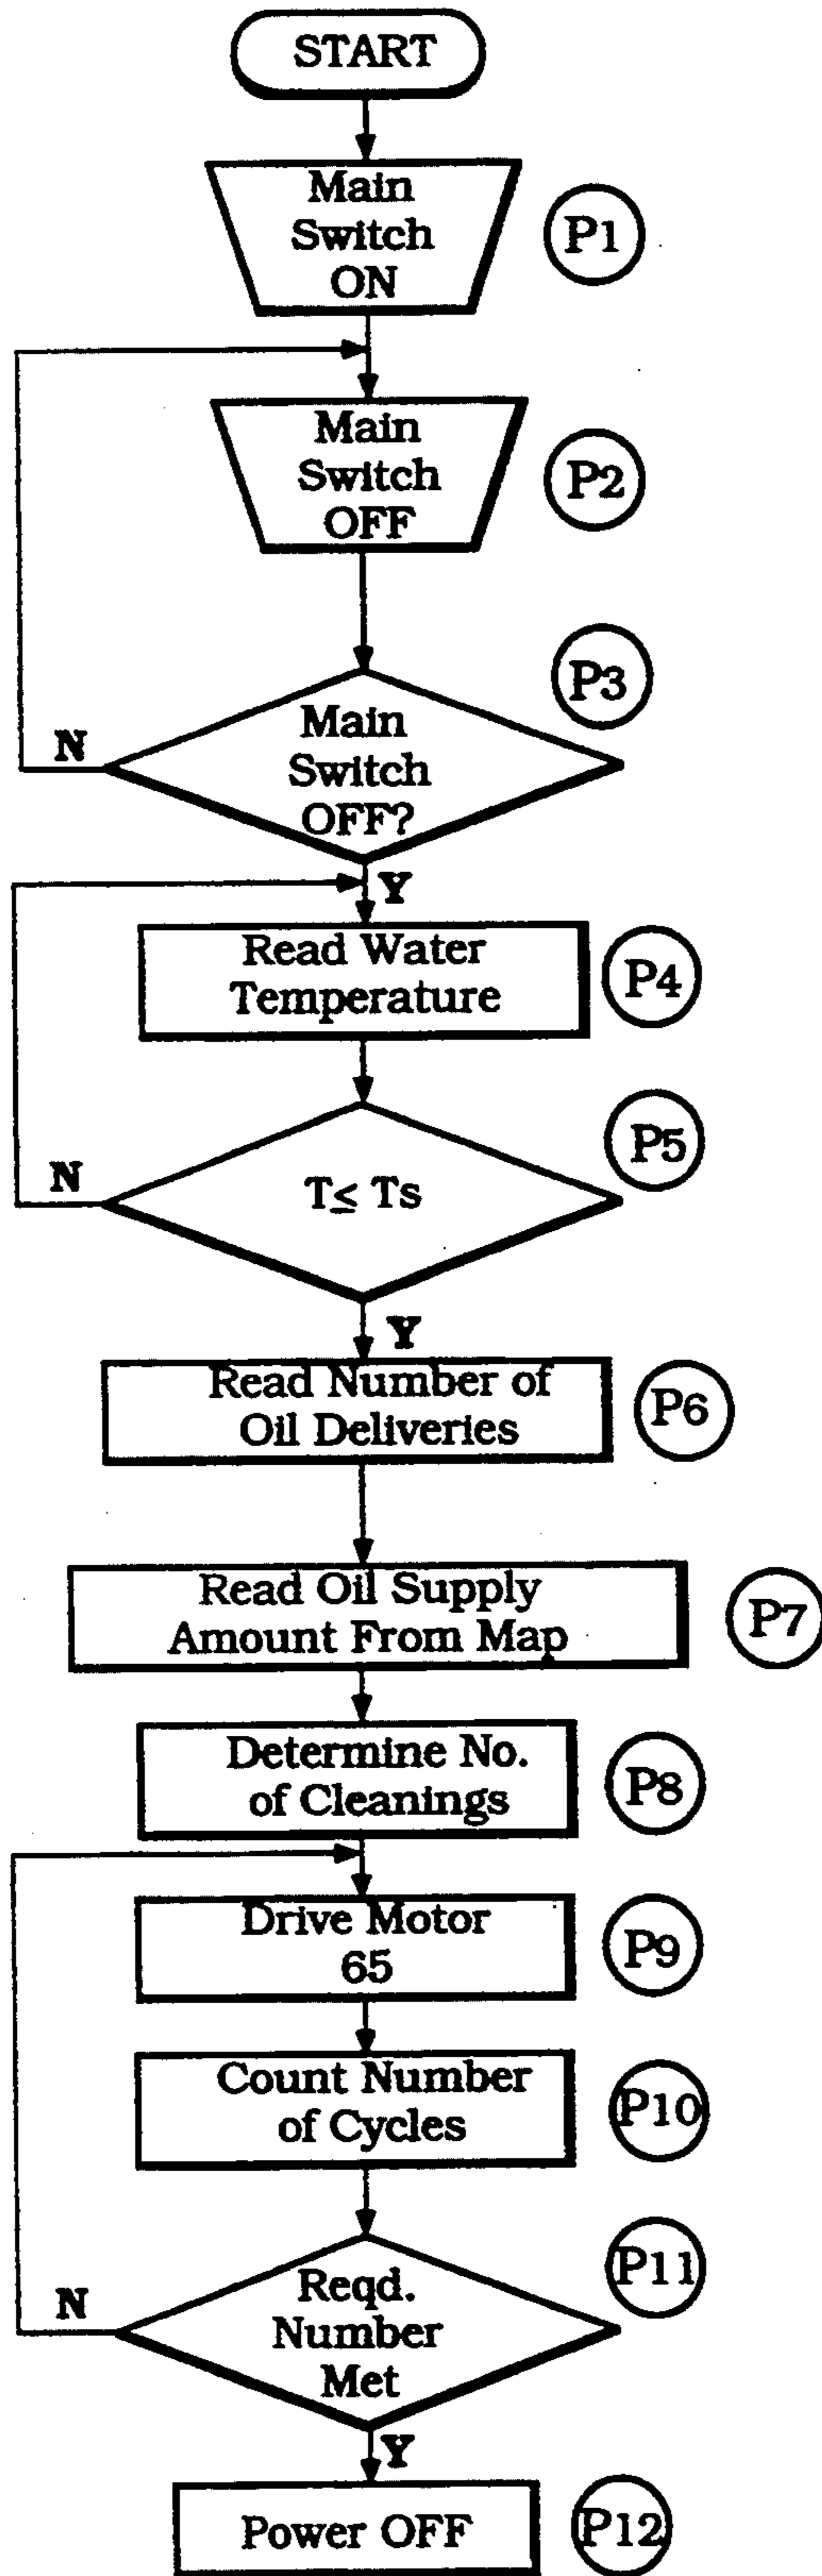 START
Main
Switch
ON
P1
Main
Switch
OFF
P2
P3
Main
Switch
OFF?
N
Y
Read Water
Temperature
P4
P5
T≤ Ts
N
Y
Read Number of
Oil Deliveries
P6
Read Oil Supply
Amount From Map
P7
Determine No.
of Cleanings
P8
Drive Motor
65
P9
Count Number
of Cycles
P10
P11
Reqd.
Number
Met
N
Y
Power OFF
P12